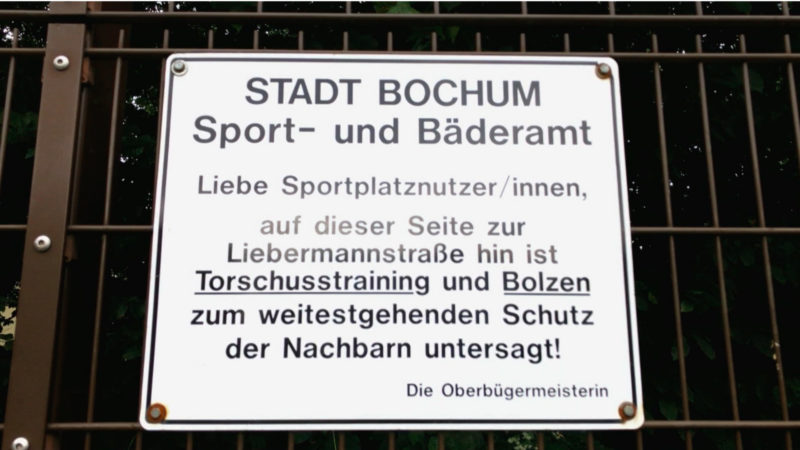 STADT BOCHUM
Sport- und Bäderamt
Liebe Sportplatznutzer/innen,
auf dieser Seite zur
Liebermannstraße hin ist
Torschusstraining und Bolzen
zum weitestgehenden Schutz
der Nachbarn untersagt!
Die Oberbügermeisterin